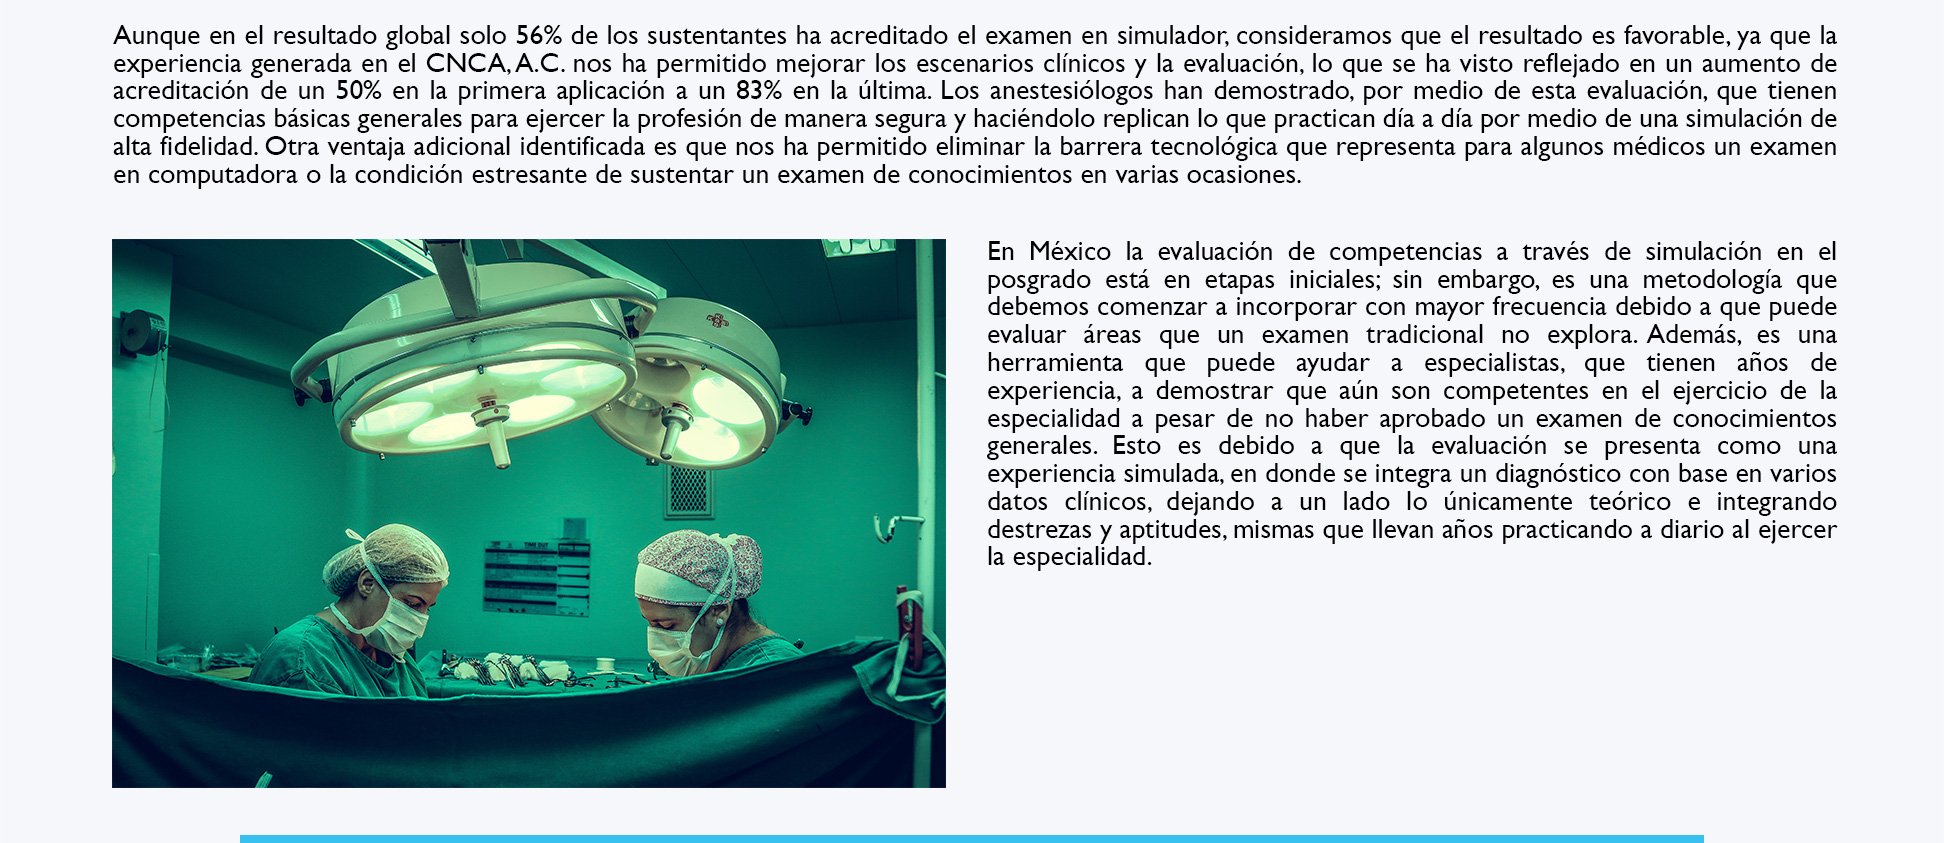 Aunque en el resultado global solo 56% de los sustentantes ha acreditado el examen en simulador, consideramos que el resultado es favorable, ya que la
experiencia generada en el CNCA, A.C. nos ha permitido mejorar los escenarios clínicos y la evaluación, lo que se ha visto reflejado en un aumento de
acreditación de un 50% en la primera aplicación a un 83% en la última. Los anestesiólogos han demostrado, por medio de esta evaluación, que tienen
competencias básicas generales para ejercer la profesión de manera segura y haciéndolo replican lo que practican día a día por medio de una simulación de
alta fidelidad. Otra ventaja adicional identificada es que nos ha permitido eliminar la barrera tecnológica que representa para algunos médicos un examen
en computadora o la condición estresante de sustentar un examen de conocimientos en varias ocasiones.
En México la evaluación de competencias a través de simulación en el
posgrado está en etapas iniciales; sin embargo, es una metodología que
debemos comenzar a incorporar con mayor frecuencia debido a que puede
evaluar áreas que un examen tradicional no explora. Además, es una
herramienta que puede ayudar a especialistas, que tienen años de
experiencia, a demostrar que aún son competentes en el ejercicio de la
especialidad a pesar de no haber aprobado un examen de conocimientos
generales. Esto es debido a que la evaluación se presenta como una
experiencia simulada, en donde se integra un diagnóstico con base en varios
datos clínicos, dejando a un lado lo únicamente teórico e integrando
destrezas y aptitudes, mismas que llevan años practicando a diario al ejercer
la especialidad.
TIME OUT